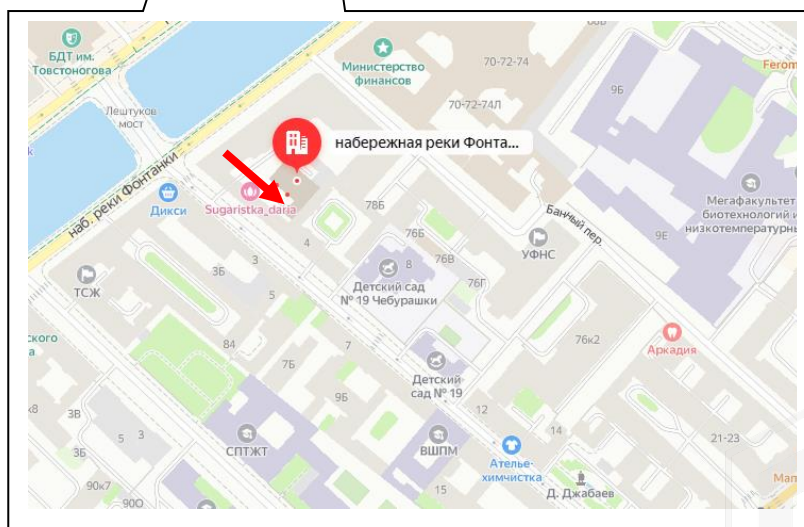 БДТ им.
Товстоногова
Министерство
финансов
70-72-74
9Б
Лештуков
мост
70-72-74Л
набережная реки Фонта...
наб. реки Фонтанки
Дикси
Sugaristka_daria
78Б
Банный пер.
Мегафакультет
биотехнологий и
низкотемпературны
4
76Б
УФНС
9Е
3Б
3
8
76В
ТСЖ
Детский сад
№ 19 Чебурашки
76Г
5
84
7
76к2
Аркадия
7Б
Детский
сад № 19
9Б
12
3В
14
21-23
5
3
3Б
СПТЖТ
ВШПМ
Ателье-
химчистка
90к7
15
Д. Джабаев
90О